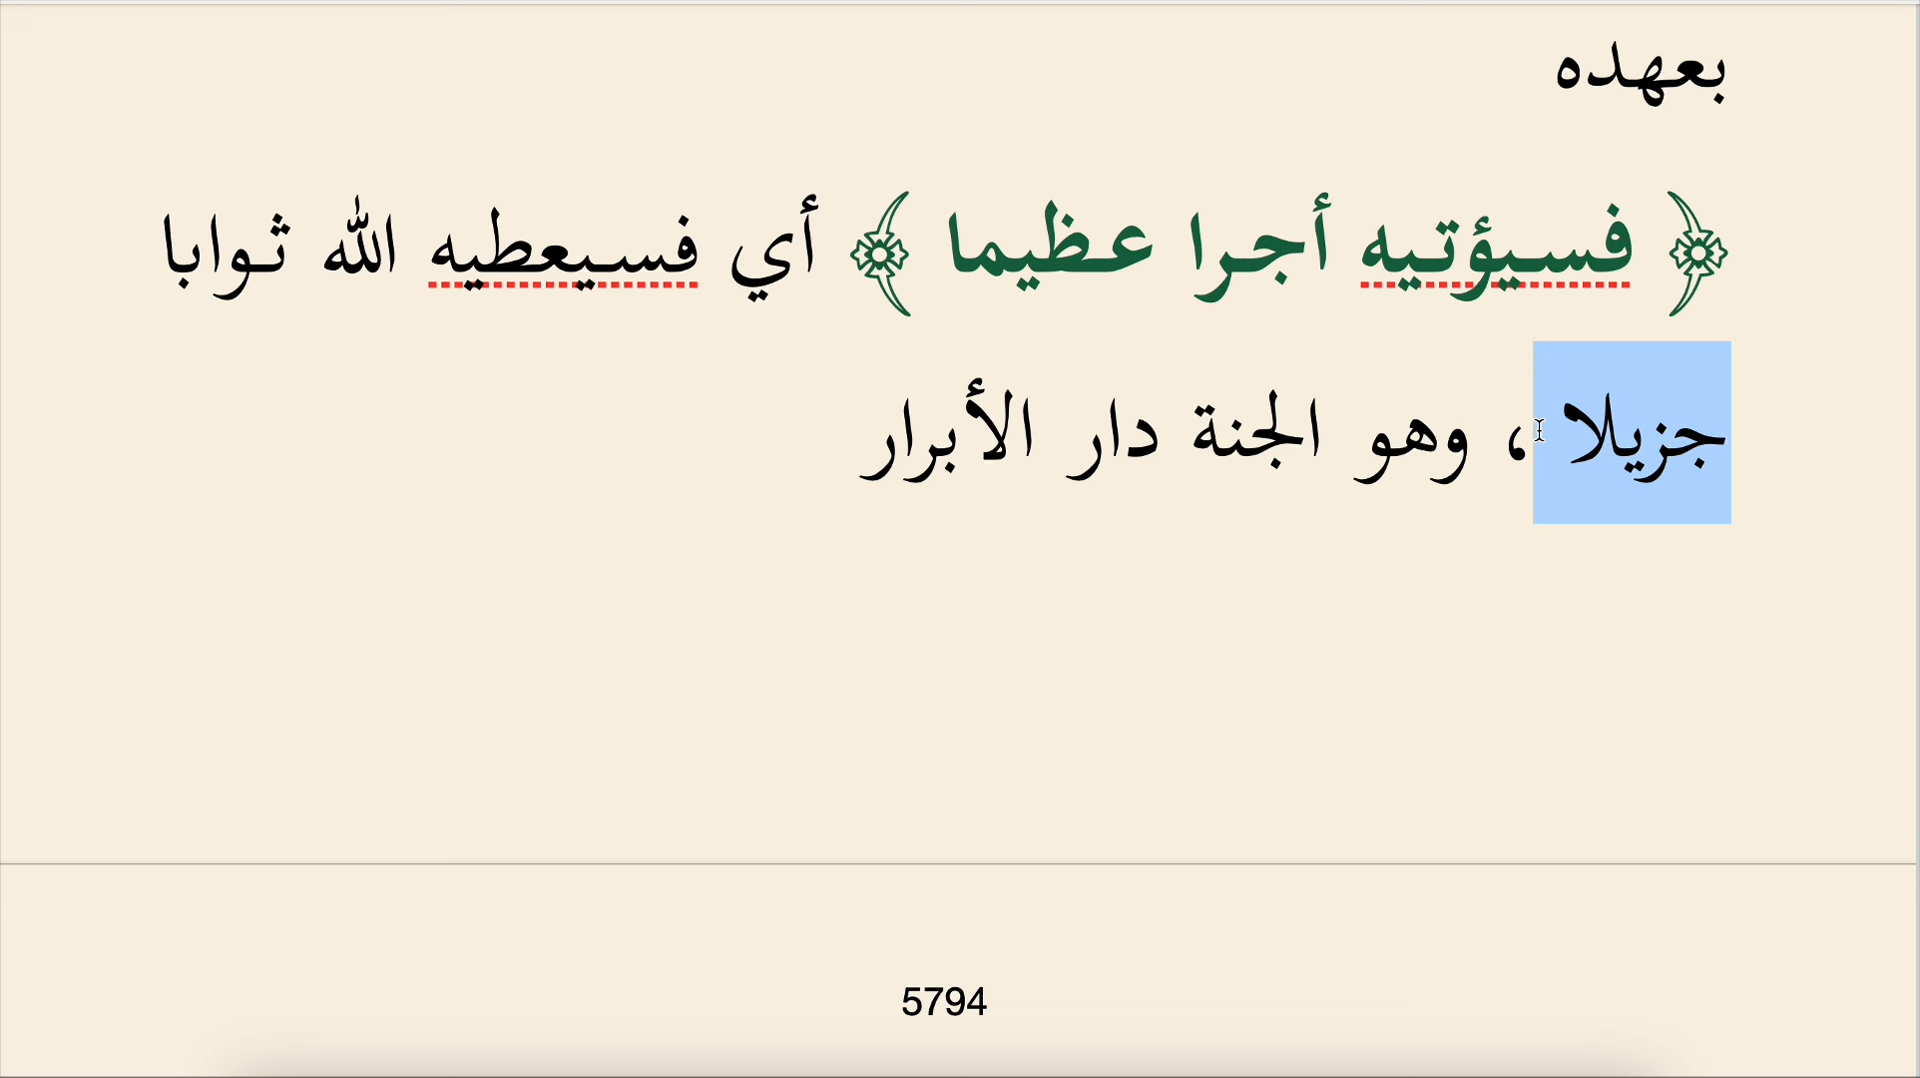 بعهده
﴿ فسيؤتيه أجرا عظيما ﴾ أي فسيعطيه الله ثوابا
جزيلا ، وهو الجنة دار الأبرار
5794